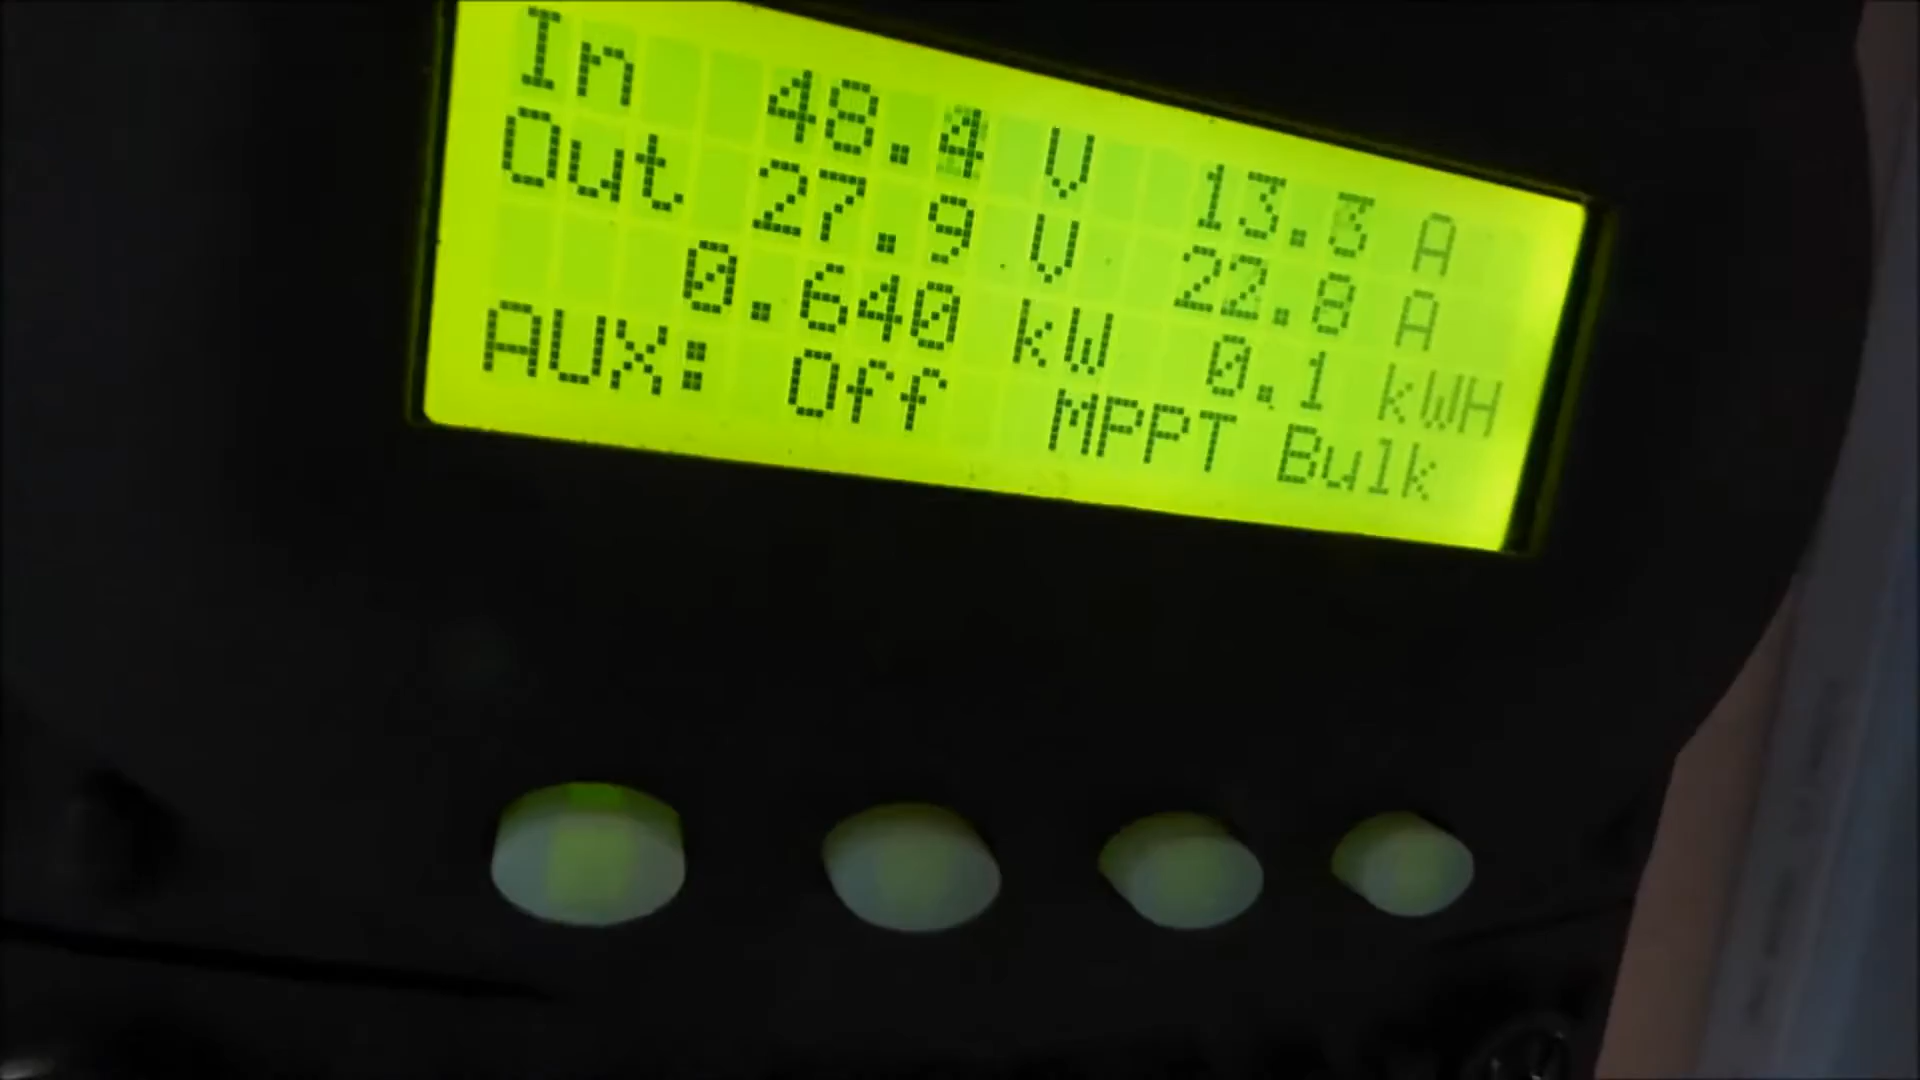 In 48.4 V 13.3 A
Out 27.9 V 22.8 A
0.640 kW 0.1 kWH
AUX: Off MPPT Bulk